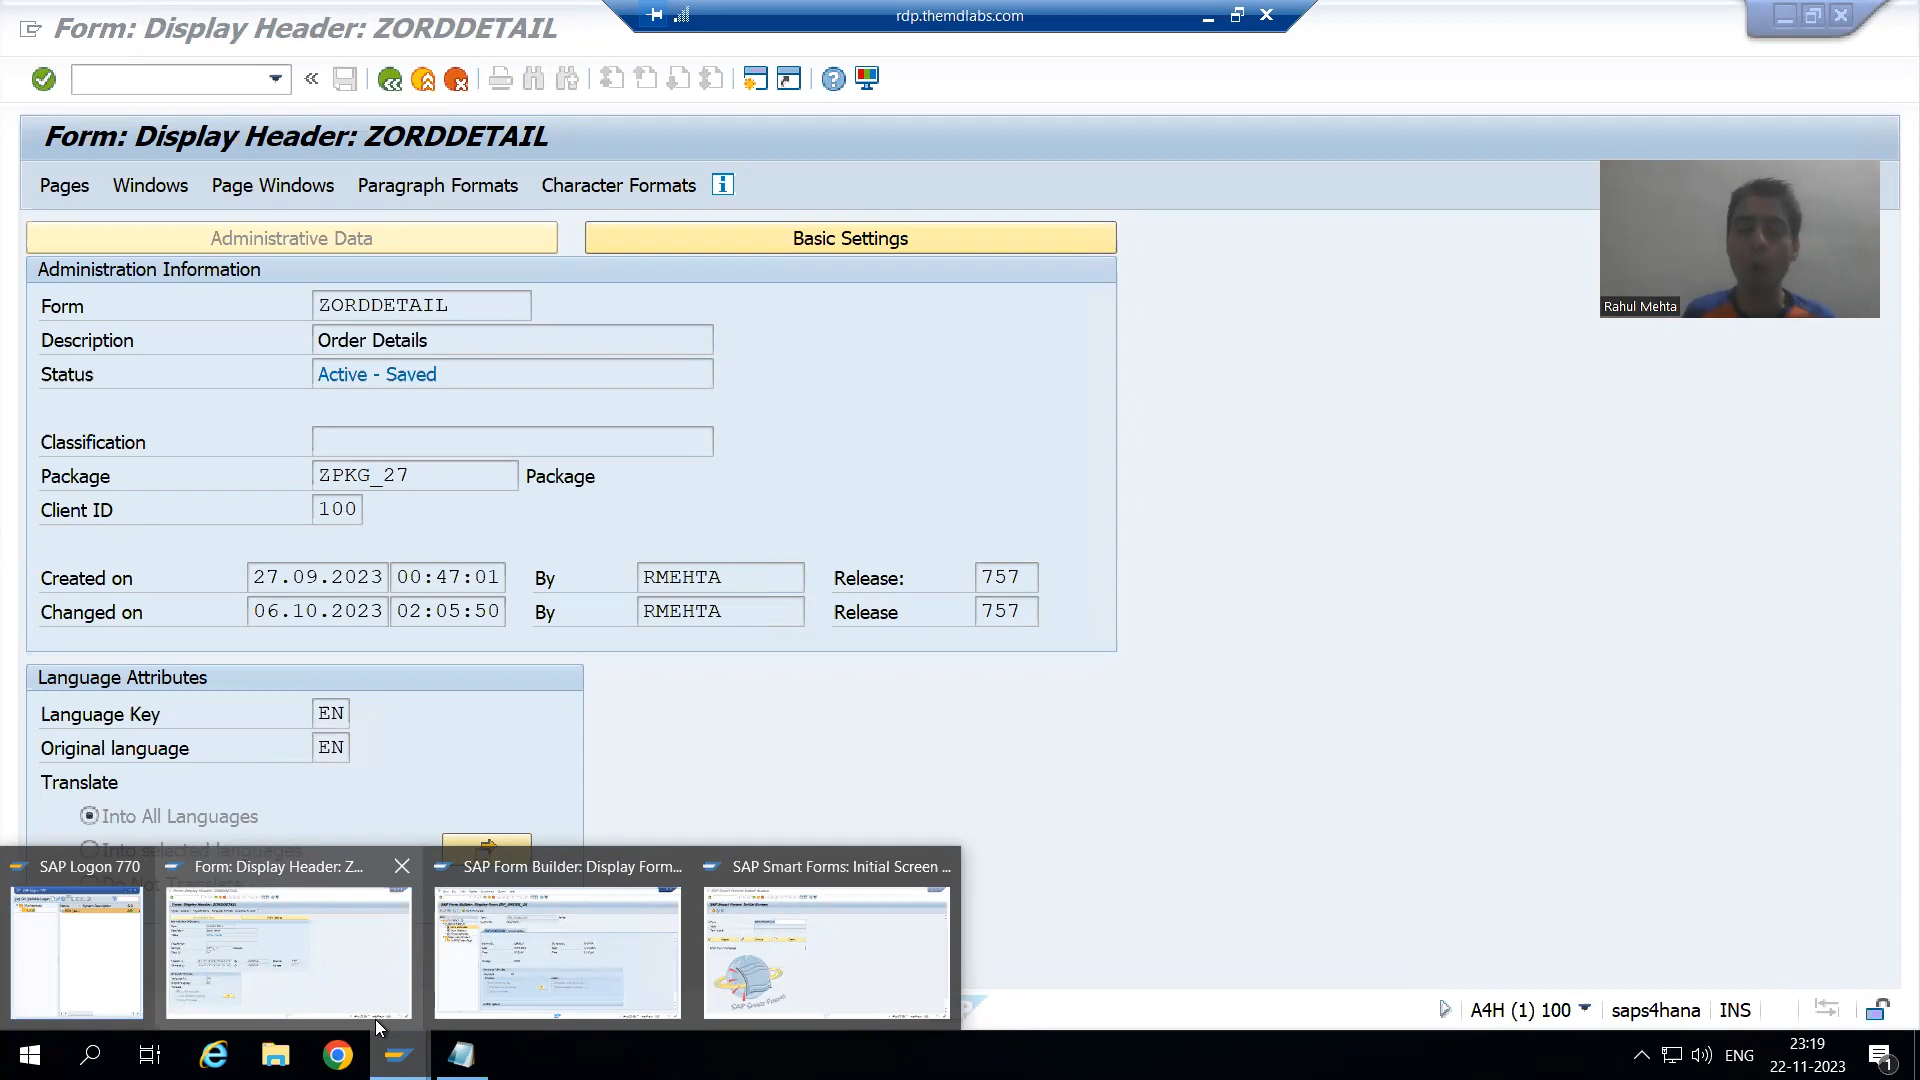 Form: Display Header: ZORDDETAIL
rdp.themdlabs.com
Form: Display Header: ZORDDETAIL
Pages Windows Page Windows Paragraph Formats Character Formats
Administrative Data Basic Settings
Administration Information
Form ZORDDETAIL
Description Order Details
Status Active - Saved
Classification
Package ZPKG_27 Package
Client ID 100
Created on 27.09.2023 00:47:01 By RMEHTA Release: 757
Changed on 06.10.2023 02:05:50 By RMEHTA Release 757
Language Attributes
Language Key EN
Original language EN
Translate
Into All Languages
Into selected languages
Rahul Mehta
SAP Logon 770 Form: Display Header: Z... SAP Form Builder: Display Form... SAP Smart Forms: Initial Screen ...
A4H (1) 100 saps4hana INS
ENG
23:19
22-11-2023
1